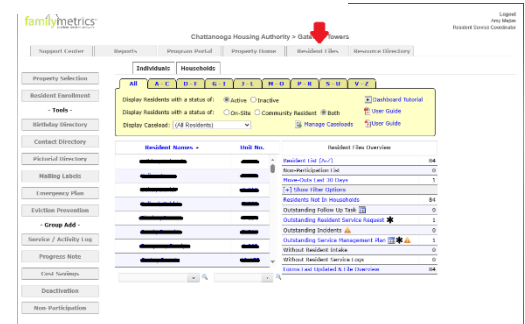 familymetrics
Logout
Amy Major
Resident Service Coordinator
Chattanooga Housing Authority > Gateway Towers
Support Center
Reports
Program Portal
Property Home
Resident Files
Resource Directory
Individuals Households
Property Selection
Resident Enrollment
- Tools -
Birthday Directory
Contact Directory
Pictorial Directory
Mailing Labels
Emergency Plan
Eviction Prevention
- Group Add -
Service / Activity Log
Progress Note
Cost Savings
Deactivation
Non-Participation
All A - C D - F G - I J - L M - O P - R S - U V - Z
Display Residents with a status of: Active Inactive
Dashboard Tutorial
Display Residents with a status of: On-Site Community Resident Both
User Guide
Display Caseload: (All Residents)
Manage Caseloads
User Guide
Resident Names
Unit No.
Resident Files Overview
Resident List [A-Z] 84
Non-Participation List 0
Move-Outs Last 30 Days 1
[+] Show Filter Options
Residents Not In Households 84
Outstanding Follow Up Task 0
Outstanding Resident Service Request 1
Outstanding Incidents 0
Outstanding Service Management Plan 1
Without Resident Intake 0
Without Resident Service Logs 0
Forms Last Updated & File Overview 84